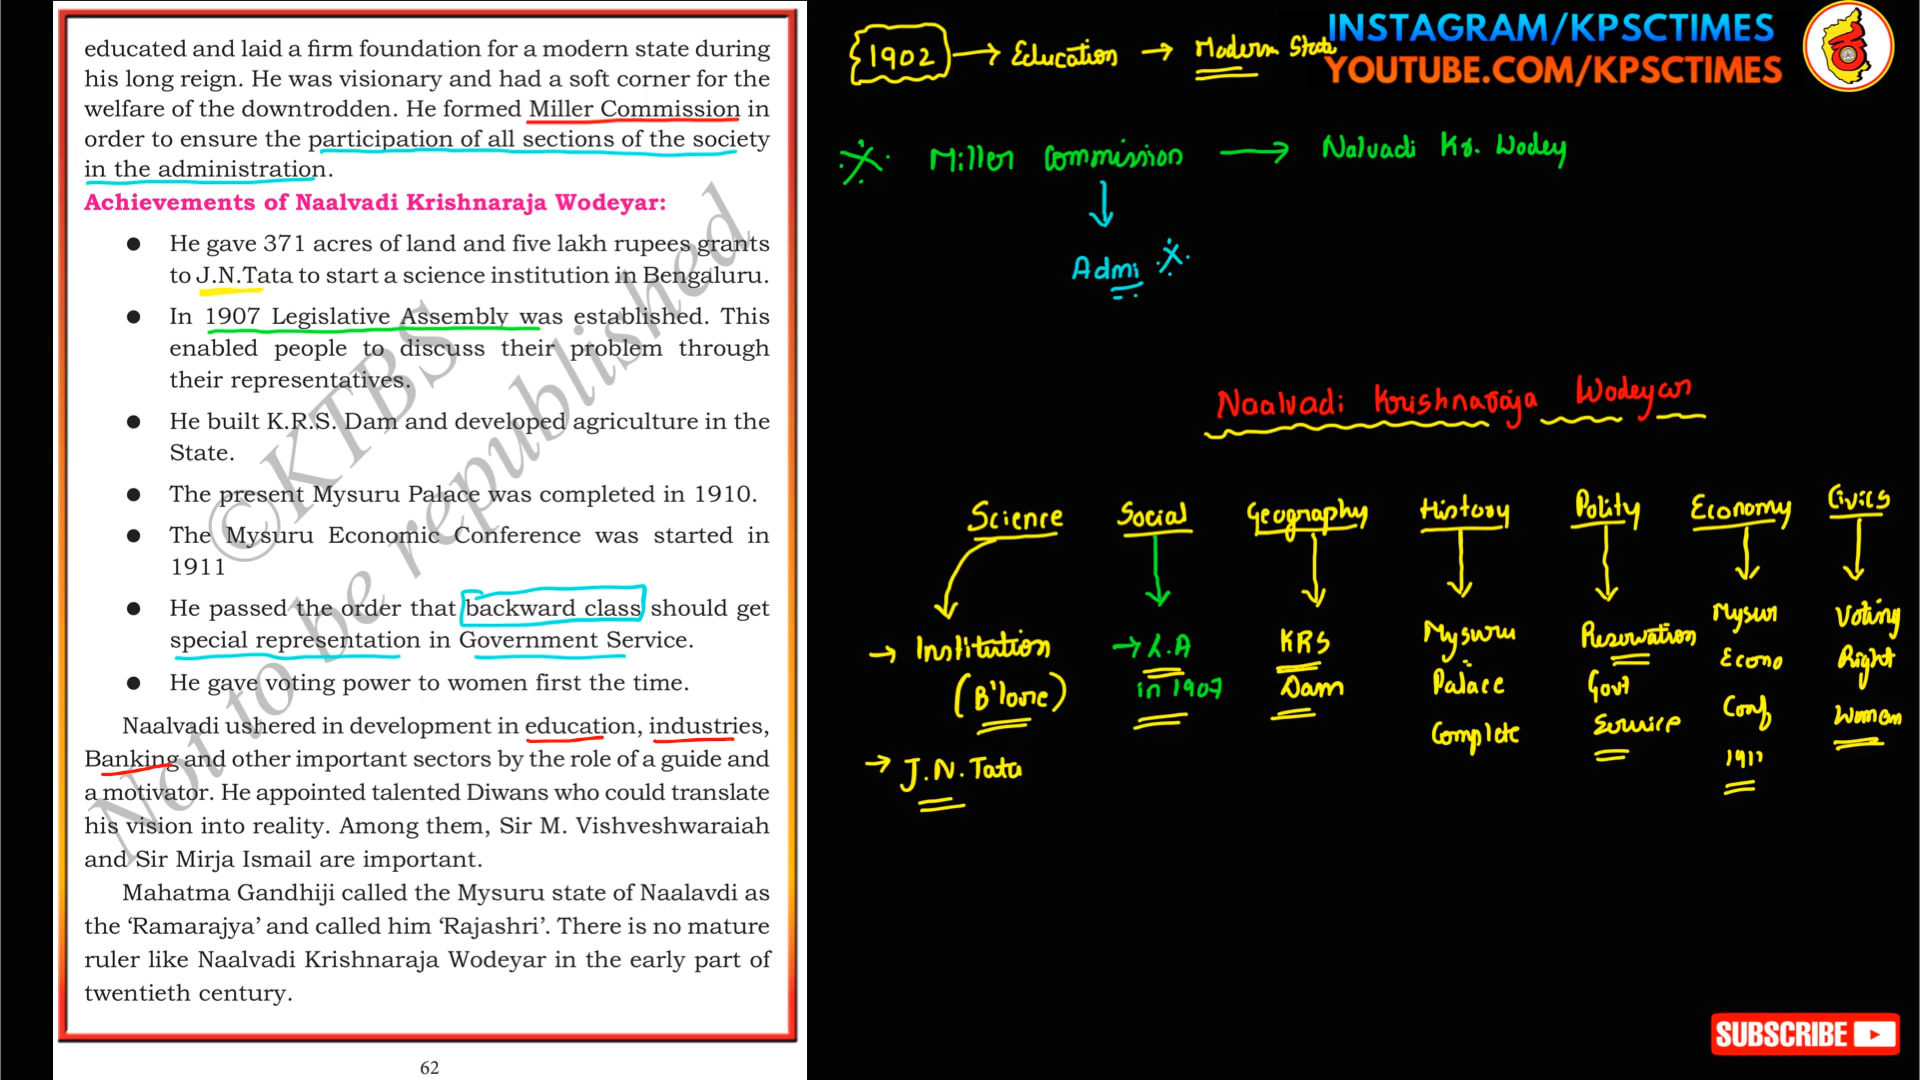 educated and laid a firm foundation for a modern state during
his long reign. He was visionary and had a soft corner for the
welfare of the downtrodden. He formed Miller Commission in
order to ensure the participation of all sections of the society
in the administration.
Achievements of Naalvadi Krishnaraja Wodeyar:
● He gave 371 acres of land and five lakh rupees grants
to J.N.Tata to start a science institution in Bengaluru.
● In 1907 Legislative Assembly was established. This
enabled people to discuss their problem through
their representatives.
● He built K.R.S. Dam and developed agriculture in the
State.
● The present Mysuru Palace was completed in 1910.
● The Mysuru Economic Conference was started in
1911
● He passed the order that backward class should get
special representation in Government Service.
● He gave voting power to women first the time.
Naalvadi ushered in development in education, industries,
Banking and other important sectors by the role of a guide and
a motivator. He appointed talented Diwans who could translate
his vision into reality. Among them, Sir M. Vishveshwaraiah
and Sir Mirja Ismail are important.
Mahatma Gandhiji called the Mysuru state of Naalavdi as
the ‘Ramarajya’ and called him ‘Rajashri’. There is no mature
ruler like Naalvadi Krishnaraja Wodeyar in the early part of
twentieth century.
62
©KTBS
Not to be republished
INSTAGRAM/KPSCTIMES
YOUTUBE.COM/KPSCTIMES
1902 → Education → Modern State
Miller Commission → Nalvadi Kr. Wodey
Admi
Naalvadi Krishnaraja Wodeyar
Science Social Geography History Polity Economy Civics
→ Institution
(B'lore)
→ J.N.Tata
→ L.A
in 1907
KRS
Dam
Mysuru
Palace
Complete
Reservation
Govt
Service
Mysur
Econo
Conf
1911
Voting
Right
Women
SUBSCRIBE